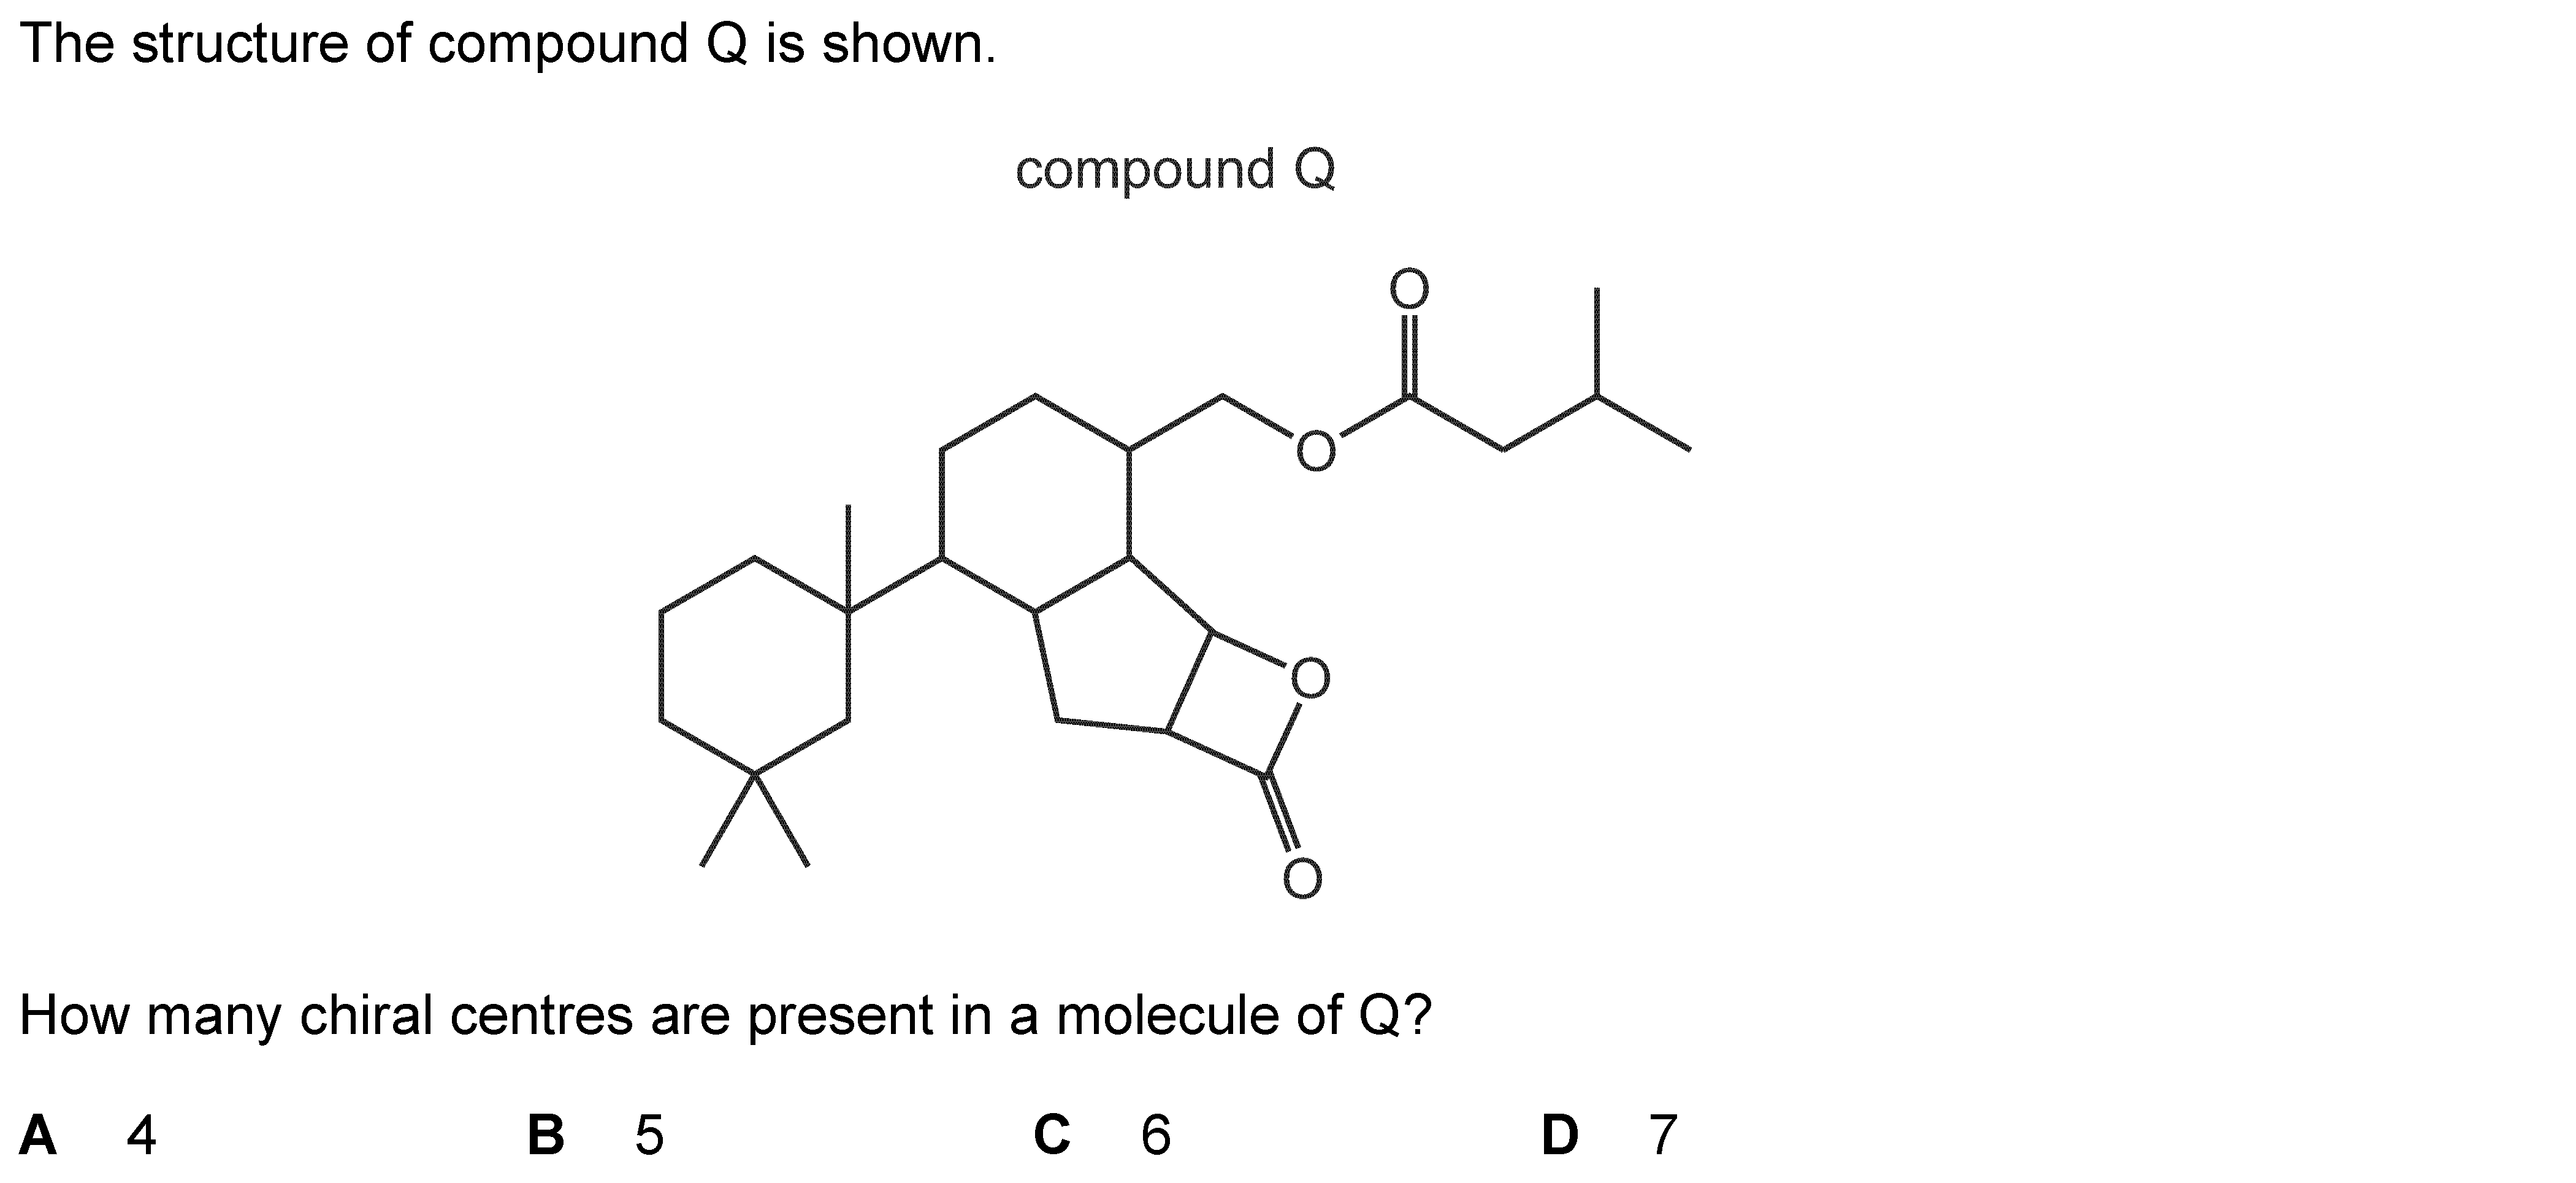 The structure of compound Q is shown.
compound Q
O
O
O
O
How many chiral centres are present in a molecule of Q?
A 4 B 5 C 6 D 7